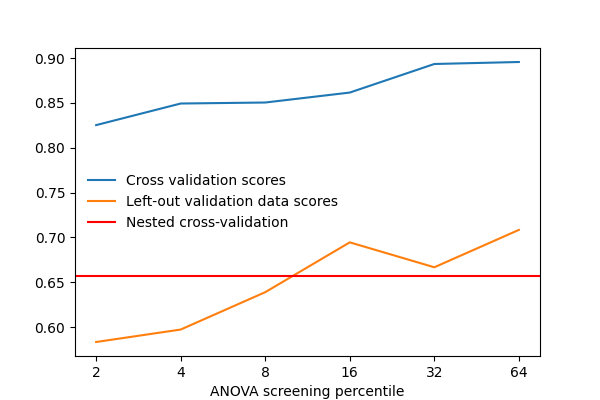 0.90
0.85
0.80
0.75
0.70
0.65
0.60
Cross validation scores
Left-out validation data scores
Nested cross-validation
2 4 8 16 32 64
ANOVA screening percentile